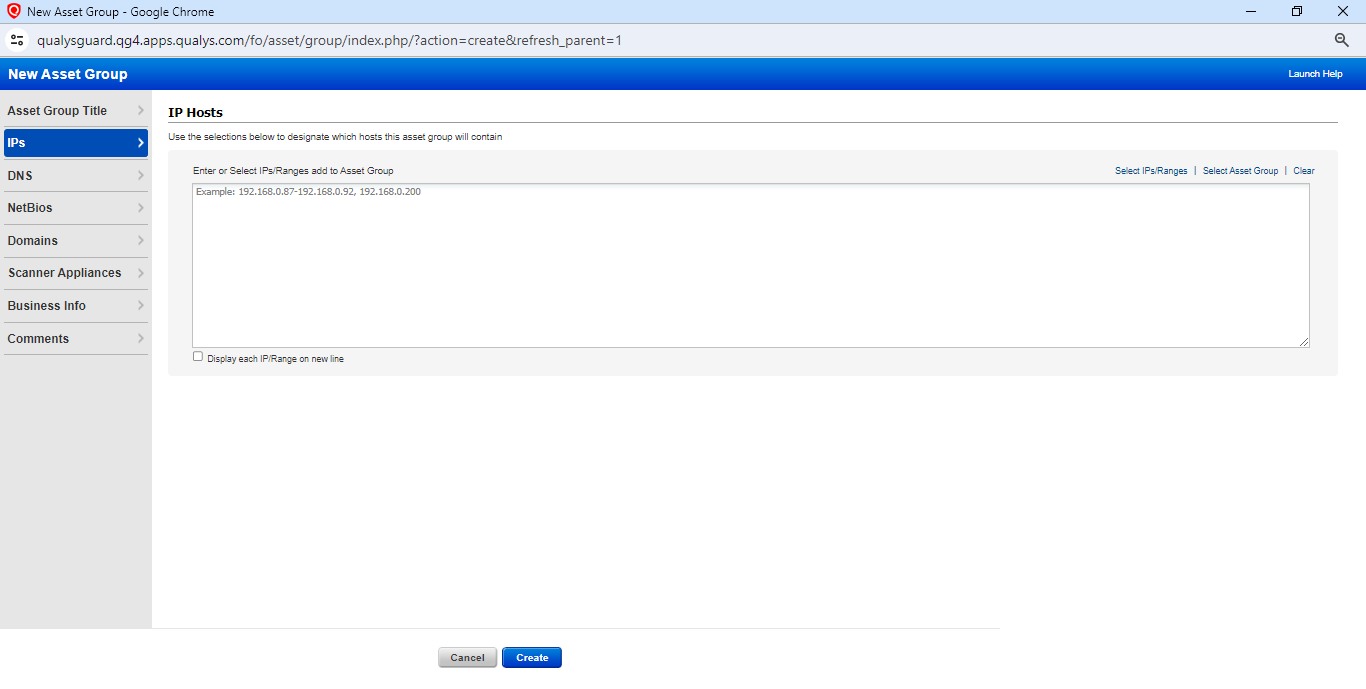 New Asset Group - Google Chrome
qualysguard.qg4.apps.qualys.com/fo/asset/group/index.php/?action=create&refresh_parent=1
New Asset Group
Launch Help
Asset Group Title
IPs
DNS
NetBios
Domains
Scanner Appliances
Business Info
Comments
IP Hosts
Use the selections below to designate which hosts this asset group will contain
Enter or Select IPs/Ranges add to Asset Group
Select IPs/Ranges | Select Asset Group | Clear
Example: 192.168.0.87-192.168.0.92, 192.168.0.200
Display each IP/Range on new line
Cancel
Create